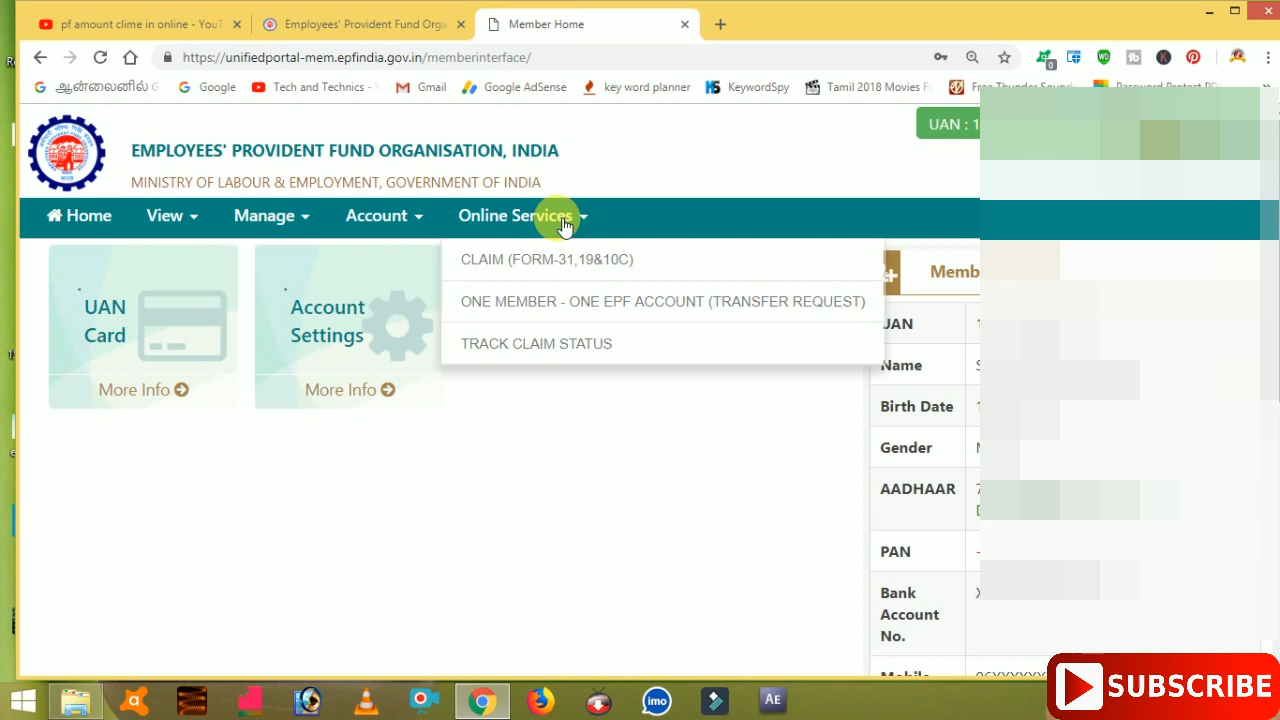 pf amount clime in online - YouT
Employees' Provident Fund Orga
Member Home
https://unifiedportal-mem.epfindia.gov.in/memberinterface/
ஆன்லைனில்
Google
Tech and Technics -
Gmail
Google AdSense
key word planner
KeywordSpy
Tamil 2018 Movies
EMPLOYEES' PROVIDENT FUND ORGANISATION, INDIA
MINISTRY OF LABOUR & EMPLOYMENT, GOVERNMENT OF INDIA
UAN : 1
Home
View
Manage
Account
Online Services
CLAIM (FORM-31,19&10C)
ONE MEMBER - ONE EPF ACCOUNT (TRANSFER REQUEST)
TRACK CLAIM STATUS
UAN
Card
More Info
Account
Settings
More Info
Memb
UAN
Name
Birth Date
Gender
AADHAAR
PAN
Bank
Account
No.
imo
AE
SUBSCRIBE